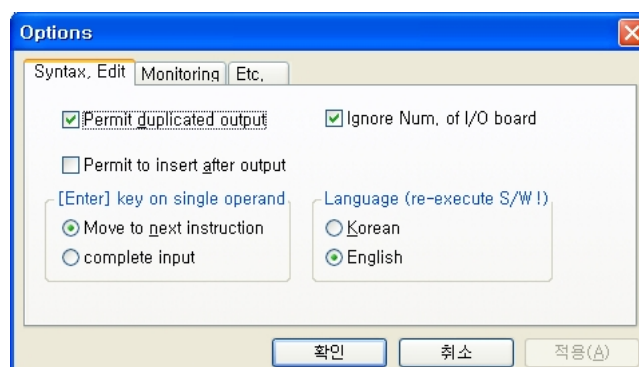 Options
Syntax, Edit Monitoring Etc,
Permit duplicated output Ignore Num, of I/O board
Permit to insert after output
[Enter] key on single operand Language (re-execute S/W!)
Move to next instruction Korean
complete input English
확인 취소 적용(A)